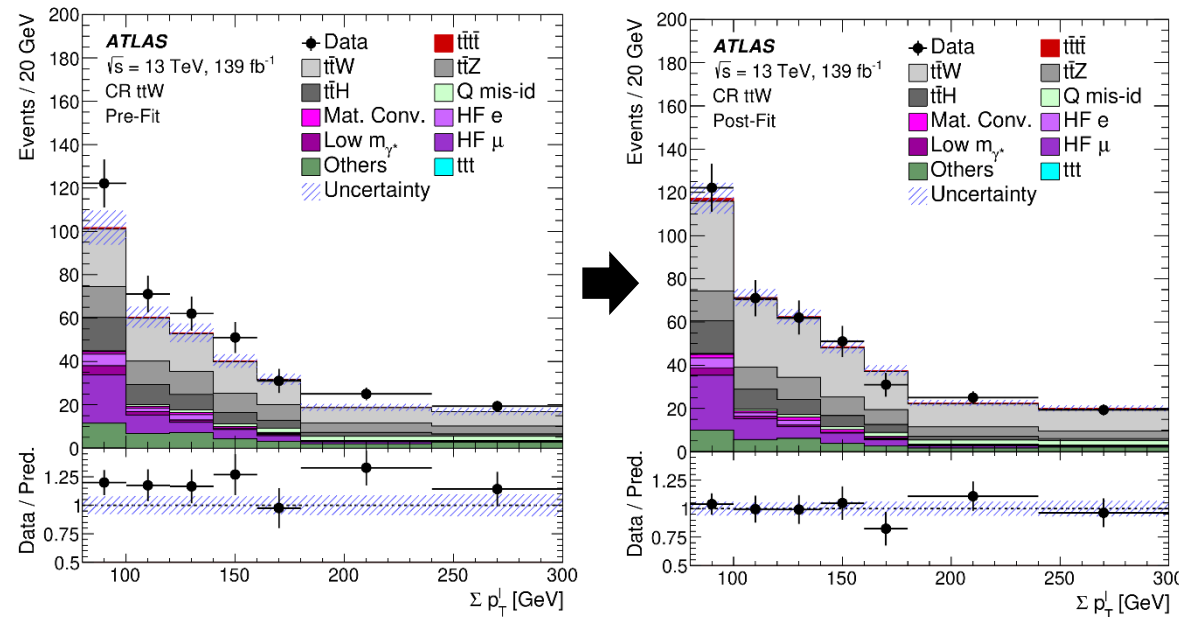 Events / 20 GeV
200
180
160
140
120
100
80
60
40
20
0
ATLAS
√s = 13 TeV, 139 fb⁻¹
CR ttW
Pre-Fit
Data
tt̄tt̄
tt̄W
tt̄Z
tt̄H
Q mis-id
Mat. Conv.
HF e
Low m_γ*
HF μ
Others
ttt
Uncertainty
Data / Pred.
1.25
1
0.75
0.5
100 150 200 250 300
Σ p_T^l [GeV]
Events / 20 GeV
200
180
160
140
120
100
80
60
40
20
0
ATLAS
√s = 13 TeV, 139 fb⁻¹
CR ttW
Post-Fit
Data
tt̄tt̄
tt̄W
tt̄Z
tt̄H
Q mis-id
Mat. Conv.
HF e
Low m_γ*
HF μ
Others
ttt
Uncertainty
Data / Pred.
1.25
1
0.75
0.5
100 150 200 250 300
Σ p_T^l [GeV]